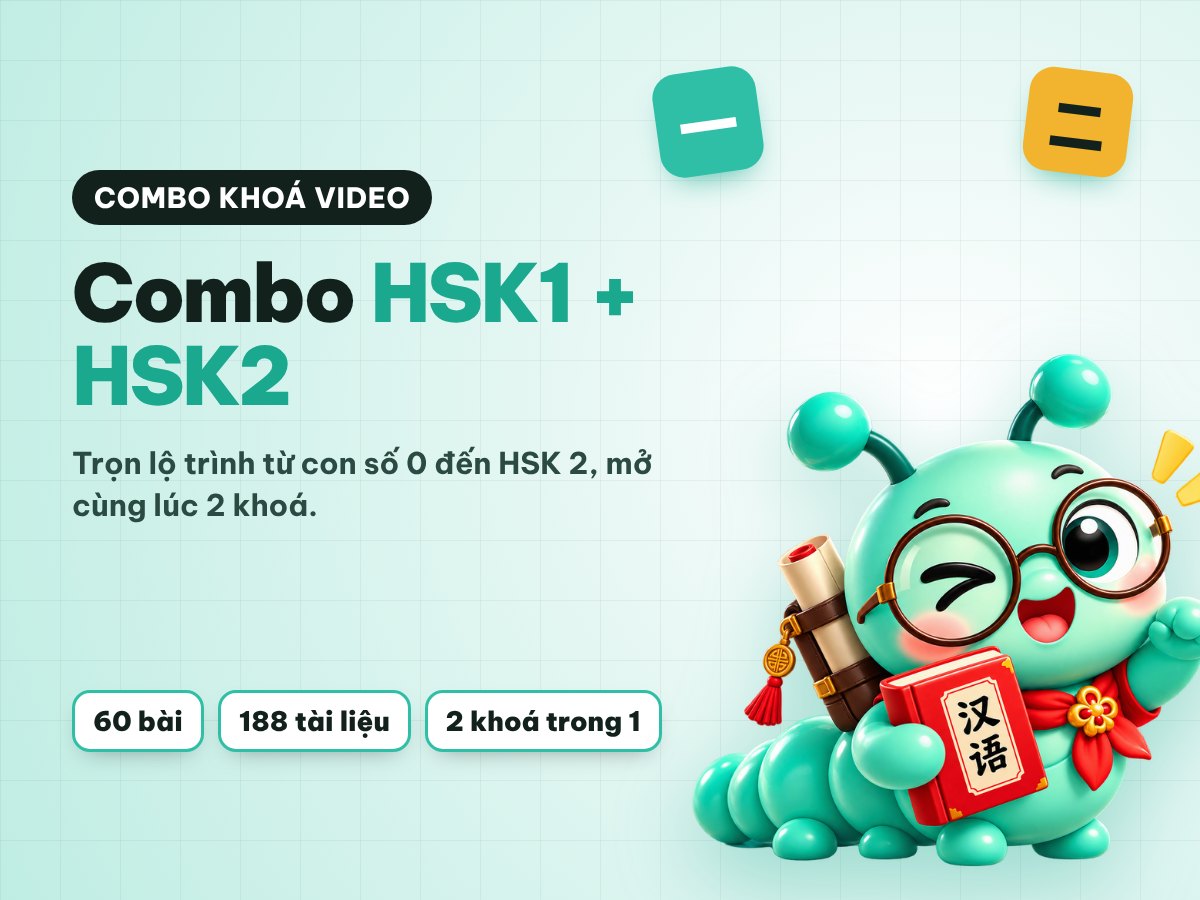 一
二
COMBO KHOÁ VIDEO
Combo HSK1 +
HSK2
Trọn lộ trình từ con số 0 đến HSK 2, mở
cùng lúc 2 khoá.
60 bài
188 tài liệu
2 khoá trong 1
汉
语